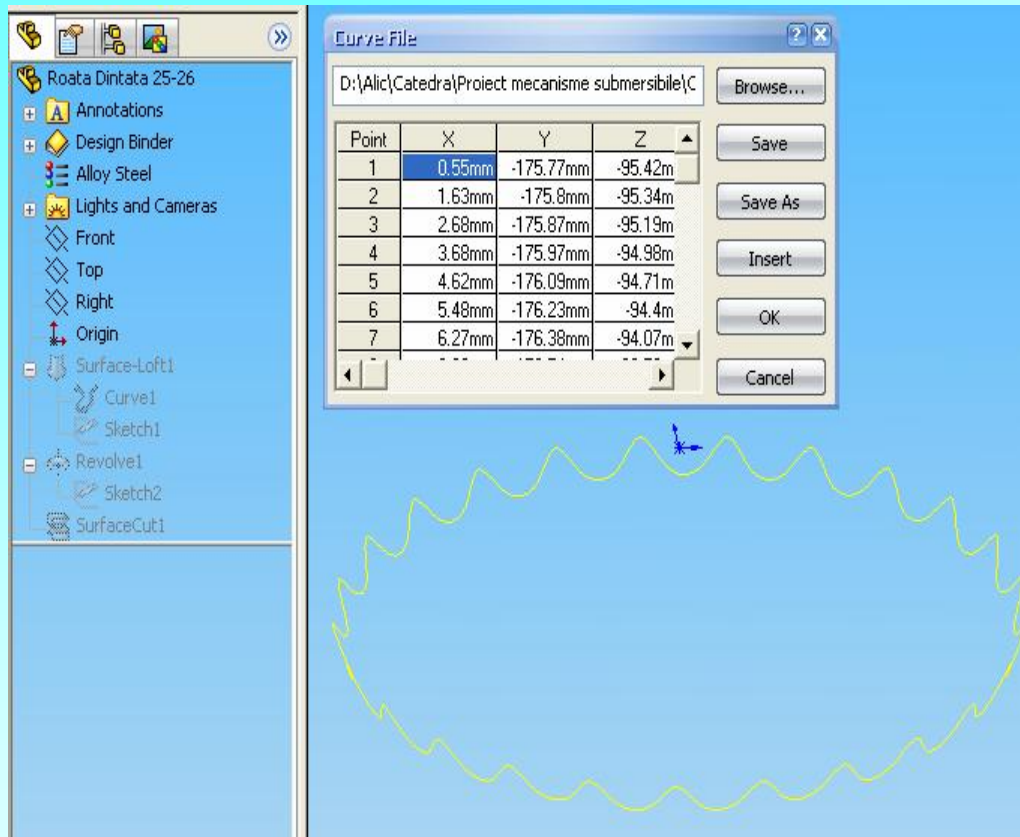 Roata Dintata 25-26
Annotations
Design Binder
Alloy Steel
Lights and Cameras
Front
Top
Right
Origin
Surface-Loft1
Curve1
Sketch1
Revolve1
Sketch2
SurfaceCut1
Curve File
D:\Alic\Catedra\Proiect mecanisme submersibile\C
Browse...
Save
Save As
Insert
OK
Cancel
Point X Y Z
1 0.55mm -175.77mm -95.42m
2 1.63mm -175.8mm -95.34m
3 2.68mm -175.87mm -95.19m
4 3.68mm -175.97mm -94.98m
5 4.62mm -176.09mm -94.71m
6 5.48mm -176.23mm -94.4m
7 6.27mm -176.38mm -94.07m